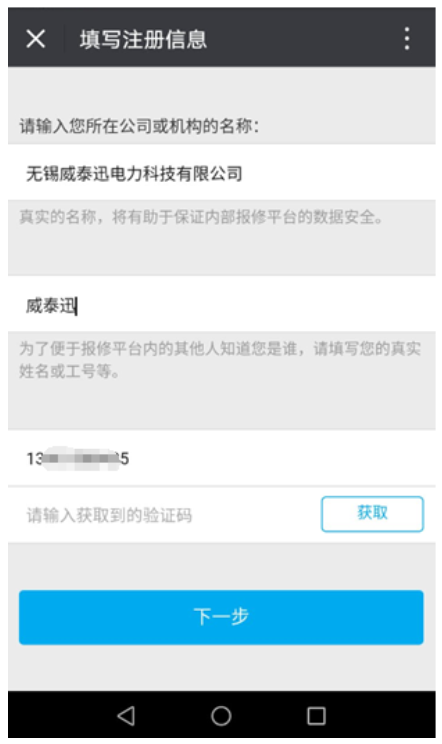 填写注册信息
请输入您所在公司或机构的名称：
无锡威泰迅电力科技有限公司
真实的名称，将有助于保证内部报修平台的数据安全。
威泰迅
为了便于报修平台内的其他人知道您是谁，请填写您的真实
姓名或工号等。
13 5
请输入获取到的验证码
获取
下一步